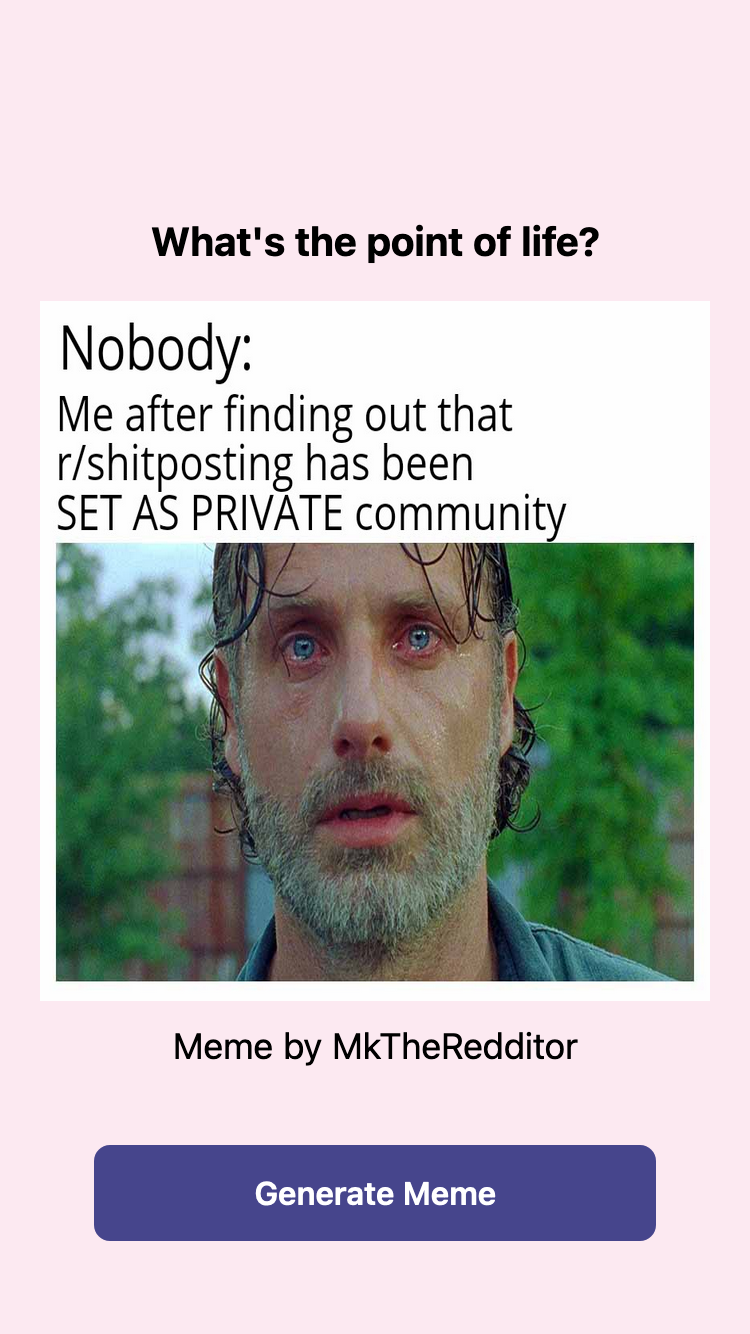 What's the point of life?
Nobody:
Me after finding out that
r/shitposting has been
SET AS PRIVATE community
Meme by MkTheRedditor
Generate Meme